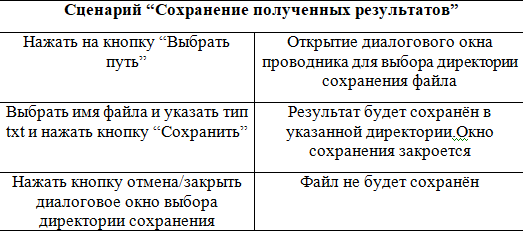 Сценарий “Сохранение полученных результатов”
Нажать на кнопку “Выбрать
путь”
Открытие диалогового окна
проводника для выбора директории
сохранения файла
Выбрать имя файла и указать тип
txt и нажать кнопку “Сохранить”
Результат будет сохранён в
указанной директории.Окно
сохранения закроется
Нажать кнопку отмена/закрыть
диалоговое окно выбора
директории сохранения
Файл не будет сохранён